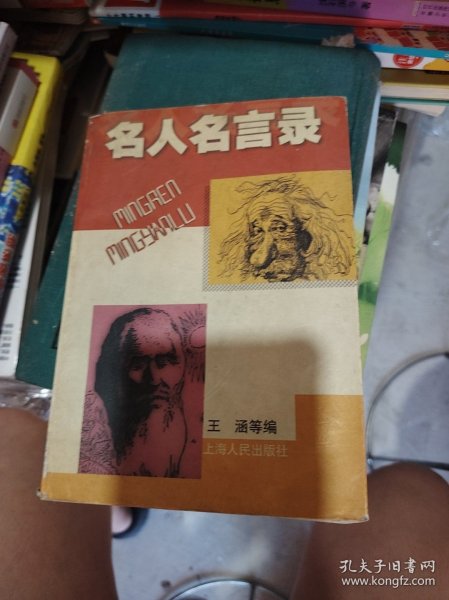 名人名言录
MINGREN
MINGYANLU
王 涵等编
上海人民出版社
孔夫子旧书网
www.kongfz.com